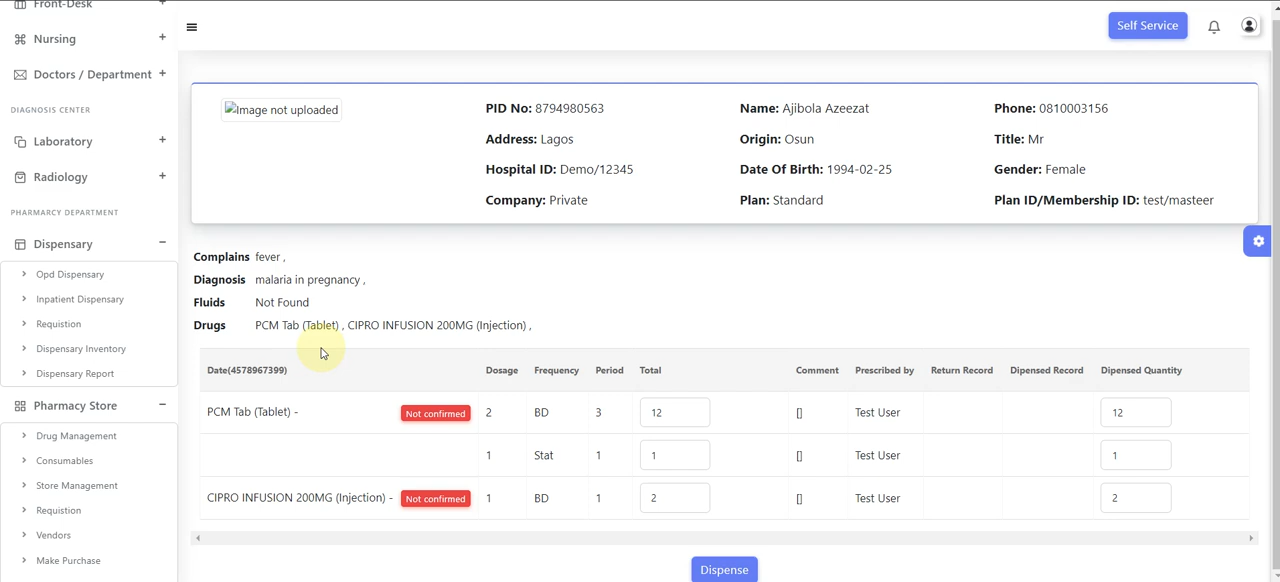 Front-Desk +
Self Service
Nursing +
Doctors / Department +
DIAGNOSIS CENTER
Laboratory +
Radiology +
PHARMARCY DEPARTMENT
Dispensary −
Opd Dispensary
Inpatient Dispensary
Requistion
Dispensary Inventory
Dispensary Report
Pharmacy Store −
Drug Management
Consumables
Store Management
Requistion
Vendors
Make Purchase
Image not uploaded
PID No: 8794980563 Name: Ajibola Azeezat Phone: 0810003156
Address: Lagos Origin: Osun Title: Mr
Hospital ID: Demo/12345 Date Of Birth: 1994-02-25 Gender: Female
Company: Private Plan: Standard Plan ID/Membership ID: test/masteer
Complains fever ,
Diagnosis malaria in pregnancy ,
Fluids Not Found
Drugs PCM Tab (Tablet) , CIPRO INFUSION 200MG (Injection) ,
Date(4578967399) Dosage Frequency Period Total Comment Prescribed by Return Record Dipensed Record Dipensed Quantity
PCM Tab (Tablet) - Not confirmed 2 BD 3 12 [] Test User 12
1 Stat 1 1 [] Test User 1
CIPRO INFUSION 200MG (Injection) - Not confirmed 1 BD 1 2 [] Test User 2
Dispense